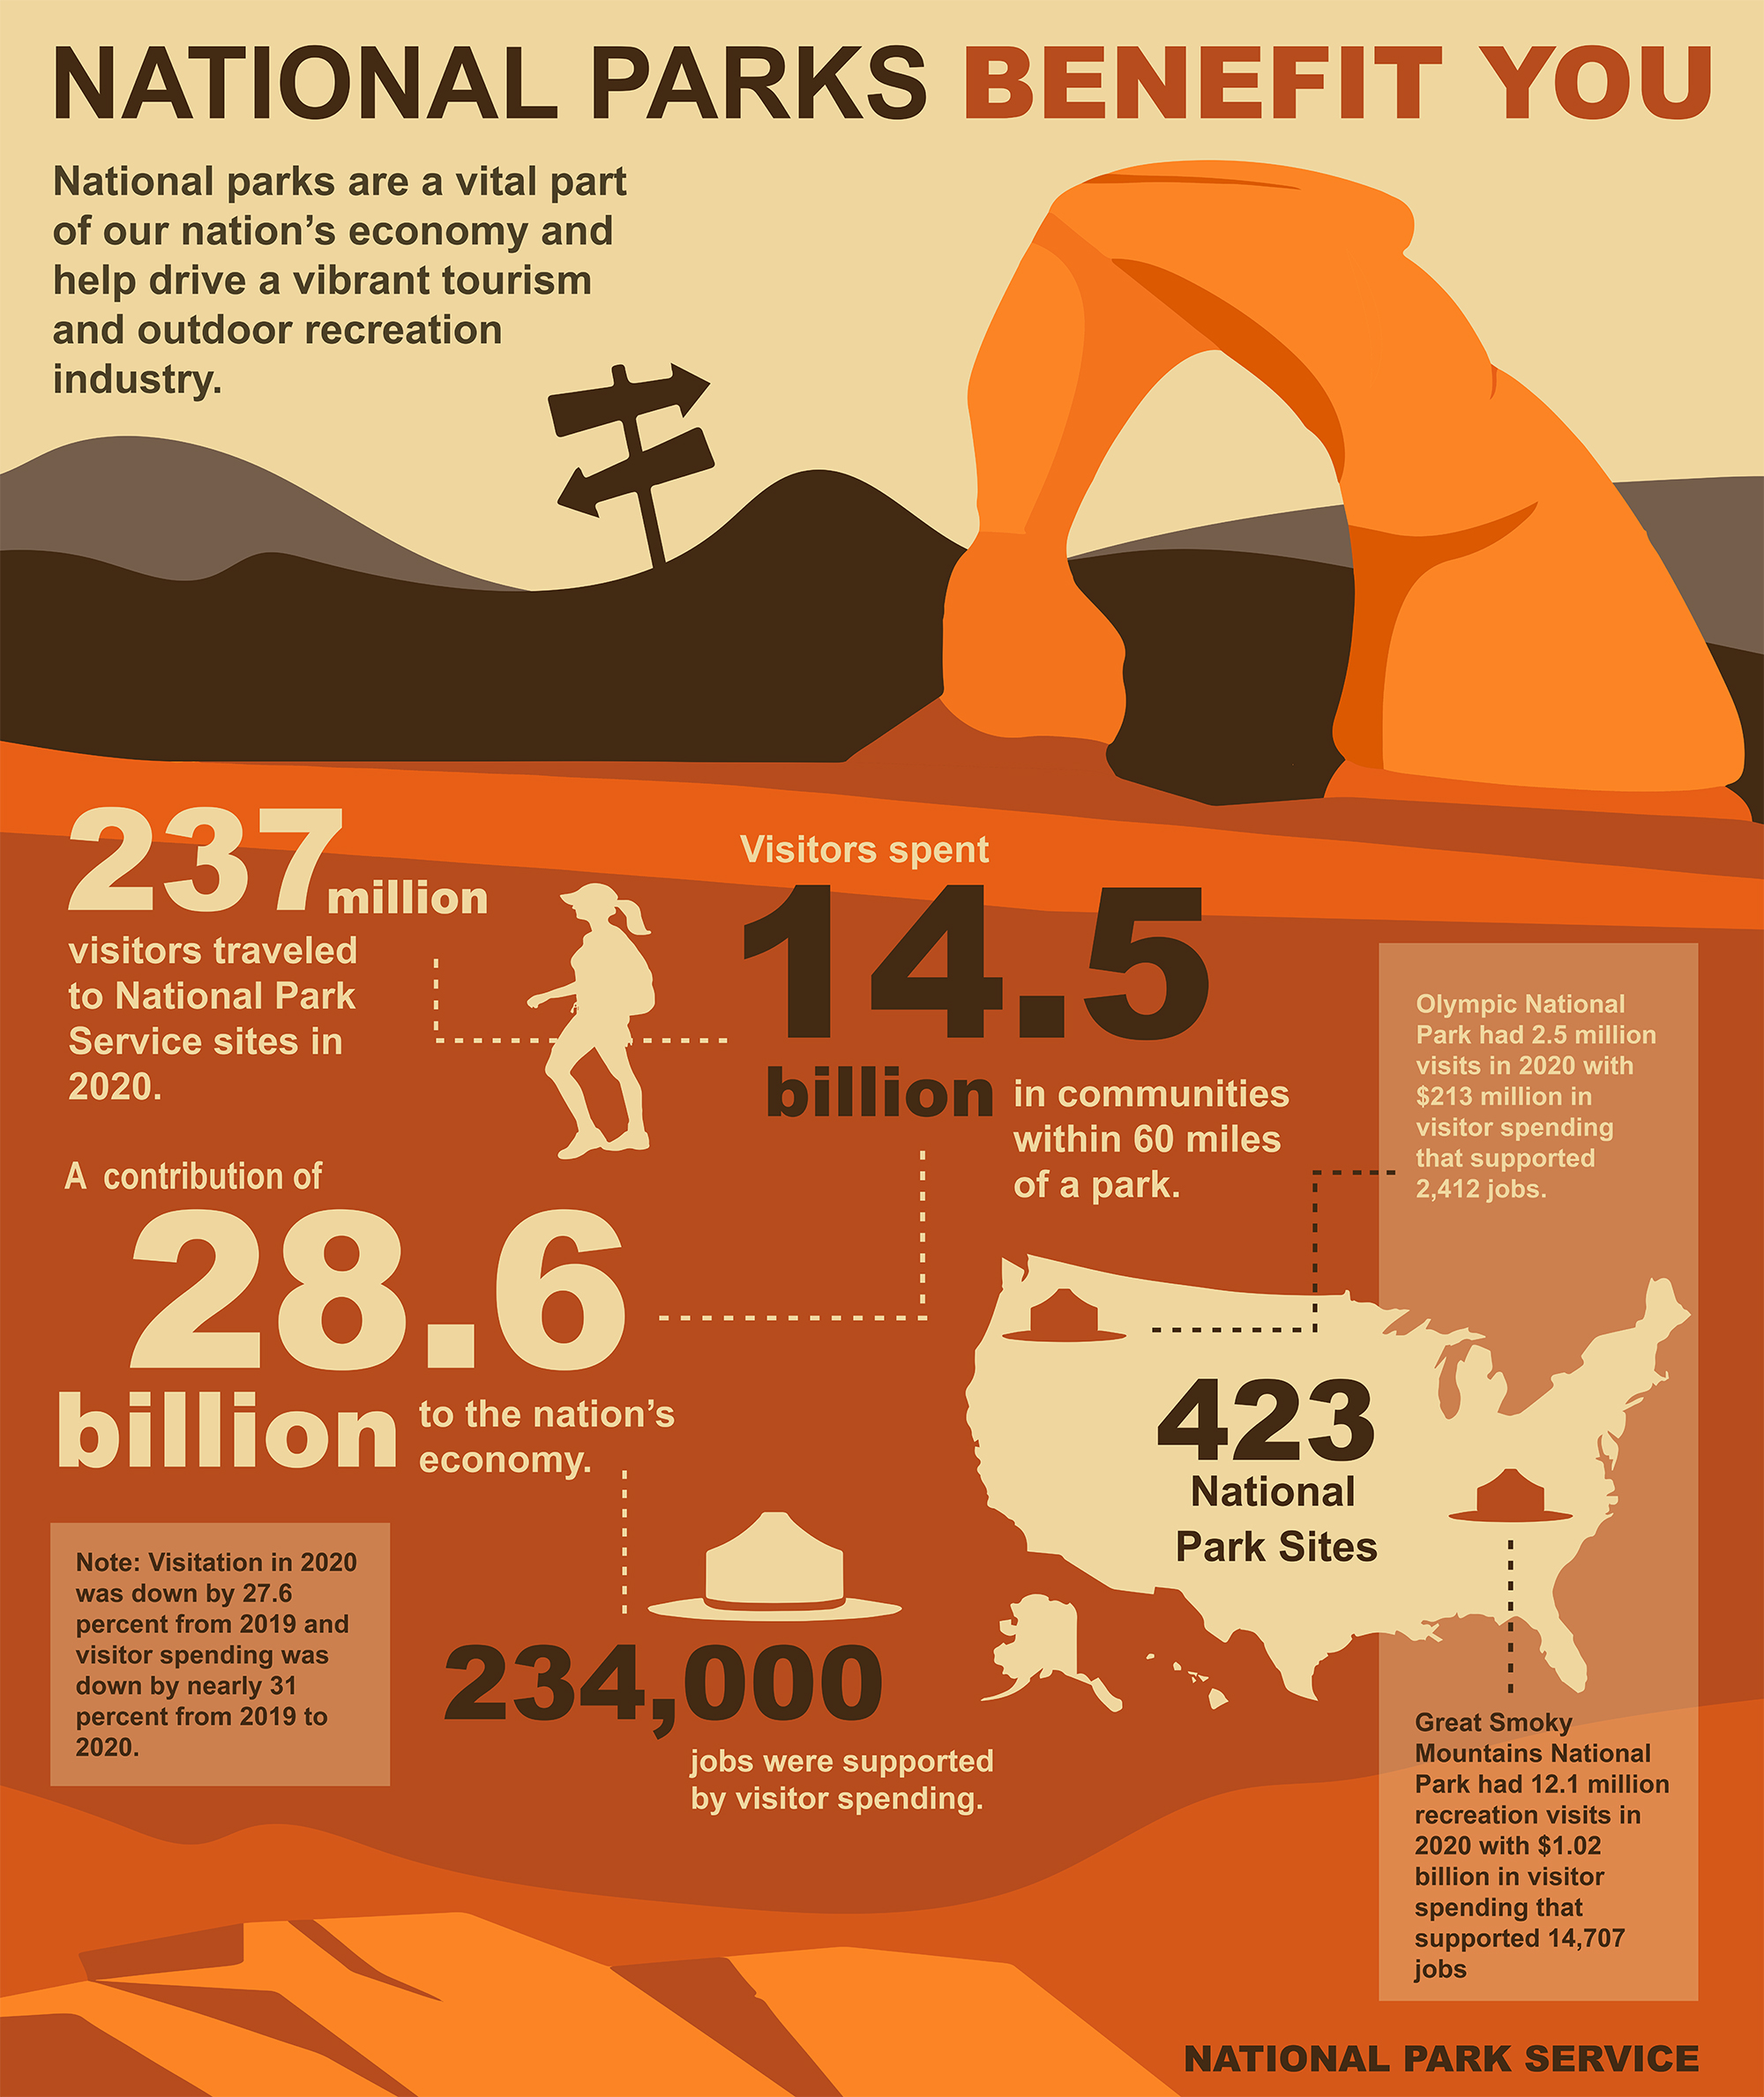 NATIONAL PARKS BENEFIT YOU
National parks are a vital part
of our nation’s economy and
help drive a vibrant tourism
and outdoor recreation
industry.
237 million
visitors traveled
to National Park
Service sites in
2020.
Visitors spent
14.5
billion
in communities
within 60 miles
of a park.
A contribution of
28.6
billion
to the nation’s
economy.
234,000
jobs were supported
by visitor spending.
Note: Visitation in 2020
was down by 27.6
percent from 2019 and
visitor spending was
down by nearly 31
percent from 2019 to
2020.
Olympic National
Park had 2.5 million
visits in 2020 with
$213 million in
visitor spending
that supported
2,412 jobs.
423
National
Park Sites
Great Smoky
Mountains National
Park had 12.1 million
recreation visits in
2020 with $1.02
billion in visitor
spending that
supported 14,707
jobs
NATIONAL PARK SERVICE